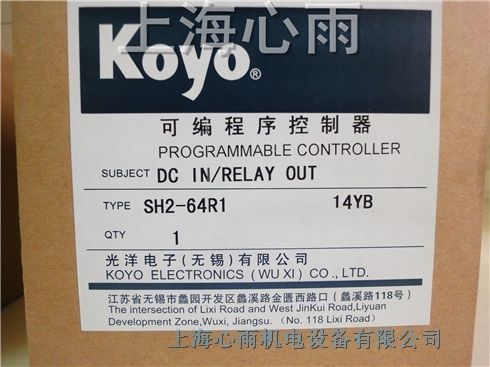 上海心雨
Koyo®
可编程序控制器
PROGRAMMABLE CONTROLLER
SUBJECT DC IN/RELAY OUT
TYPE SH2-64R1 14YB
QTY 1
光洋电子(无锡)有限公司
KOYO ELECTRONICS (WU XI) CO.,LTD.
江苏省无锡市蠡园开发区蠡溪路金匮西路口(蠡溪路118号)
The intersection of Lixi Road and West JinKui Road,Liyuan
Development Zone,Wuxi, Jiangsu. (No. 118 Lixi Road)
上海心雨机电设备有限公司